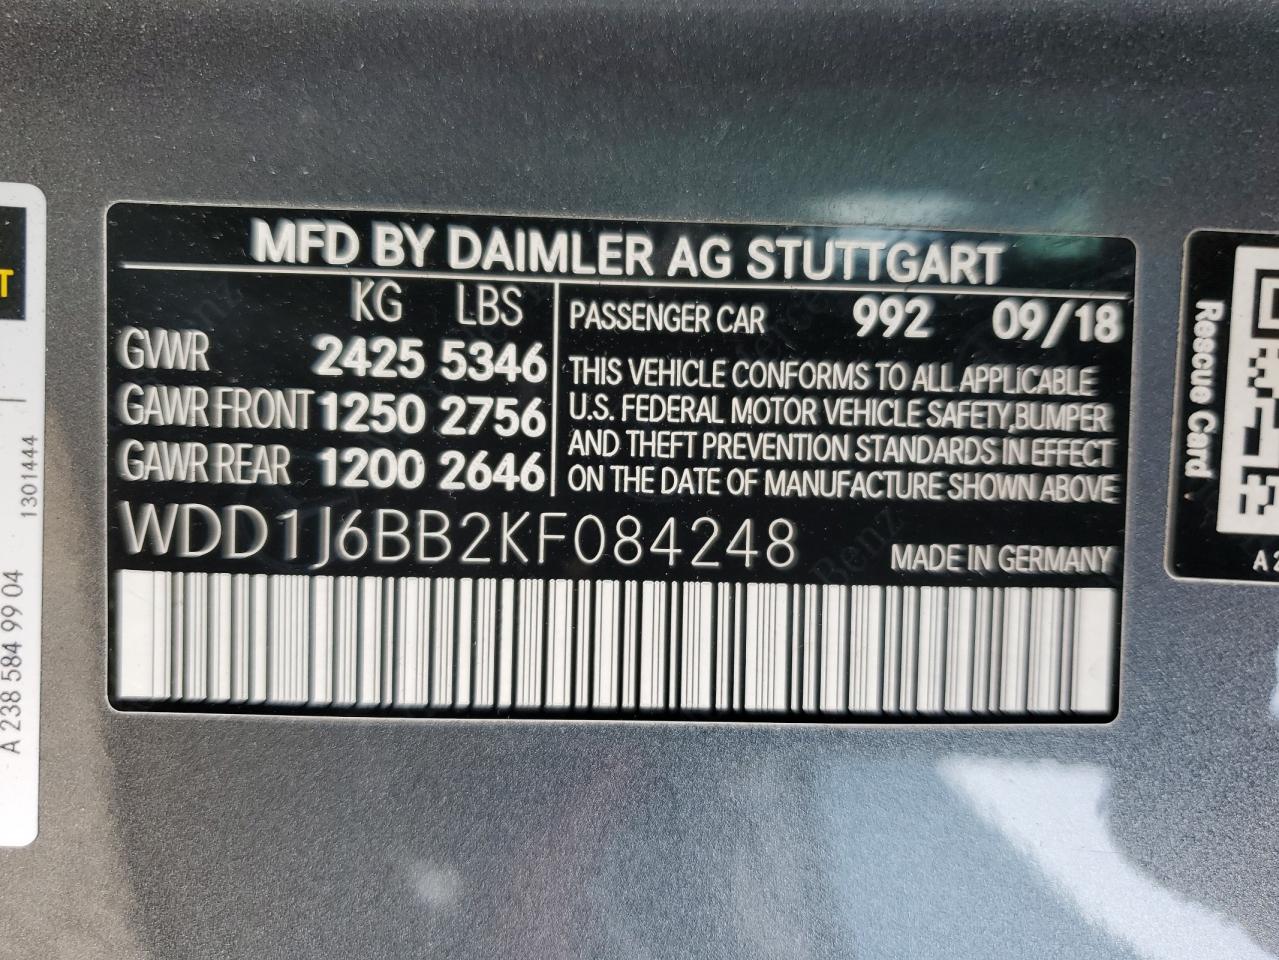 MFD BY DAIMLER AG STUTTGART
KG LBS
GVWR 2425 5346
GAWR FRONT 1250 2756
GAWR REAR 1200 2646
PASSENGER CAR 992 09/18
THIS VEHICLE CONFORMS TO ALL APPLICABLE
U.S. FEDERAL MOTOR VEHICLE SAFETY,BUMPER
AND THEFT PREVENTION STANDARDS IN EFFECT
ON THE DATE OF MANUFACTURE SHOWN ABOVE
WDD1J6BB2KF084248
MADE IN GERMANY
1301444
A 238 584 99 04
Rescue Card